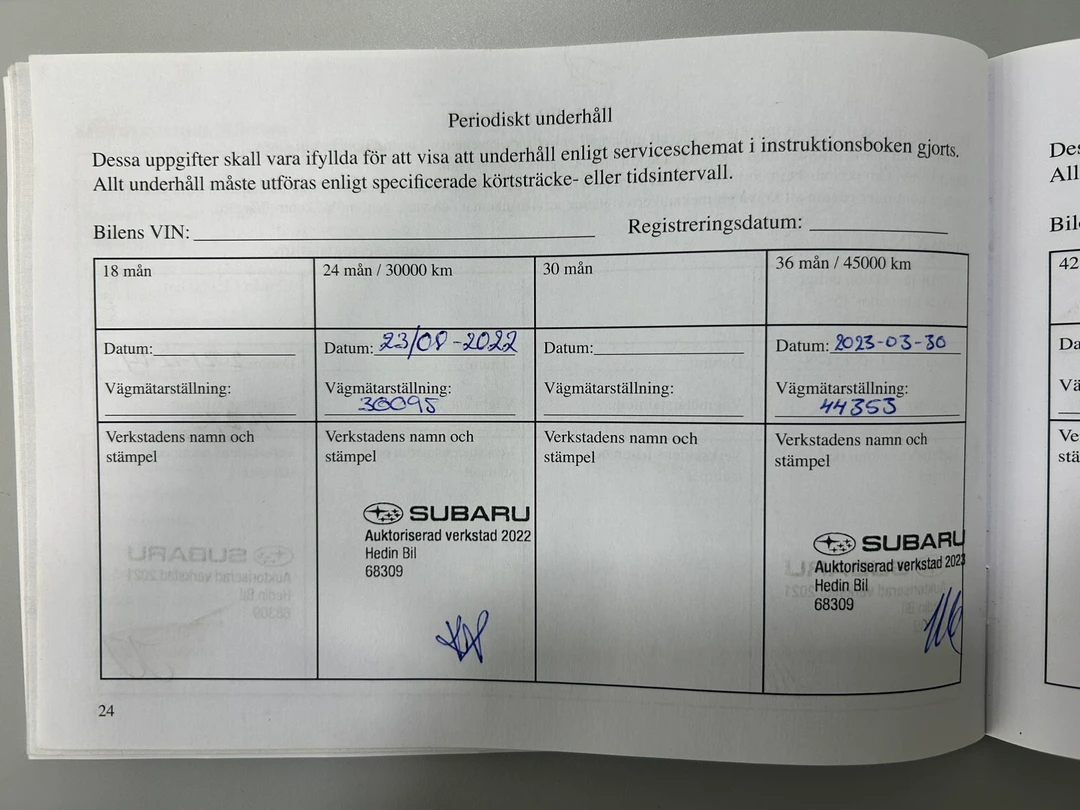 Periodiskt underhåll
Dessa uppgifter skall vara ifyllda för att visa att underhåll enligt serviceschemat i instruktionsboken gjorts.
Allt underhåll måste utföras enligt specificerade körtsträcke- eller tidsintervall.
Bilens VIN:
Registreringsdatum:
18 mån
24 mån / 30000 km
30 mån
36 mån / 45000 km
Datum:
Datum: 23/08-2022
Datum:
Datum: 2023-03-30
Vägmätarställning:
Vägmätarställning:
30095
Vägmätarställning:
Vägmätarställning:
44353
Verkstadens namn och
stämpel
Verkstadens namn och
stämpel
SUBARU
Auktoriserad verkstad 2022
Hedin Bil
68309
Verkstadens namn och
stämpel
Verkstadens namn och
stämpel
SUBARU
Auktoriserad verkstad 2023
Hedin Bil
68309
24
42